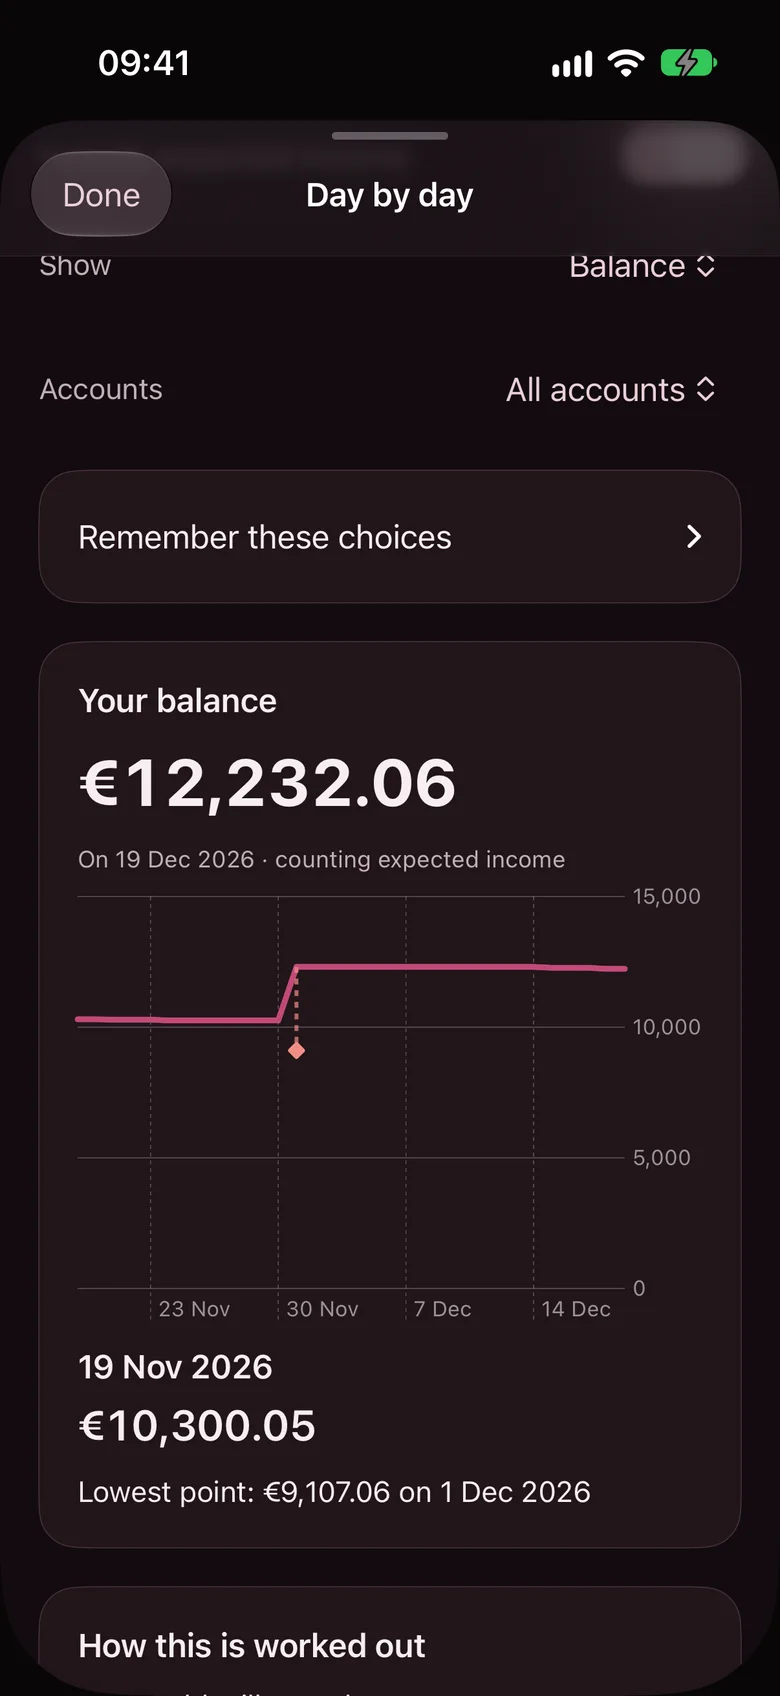 09:41
Done
Day by day
Show
Balance
Accounts
All accounts
Remember these choices
Your balance
€12,232.06
On 19 Dec 2026 · counting expected income
15,000
10,000
5,000
0
23 Nov
30 Nov
7 Dec
14 Dec
19 Nov 2026
€10,300.05
Lowest point: €9,107.06 on 1 Dec 2026
How this is worked out